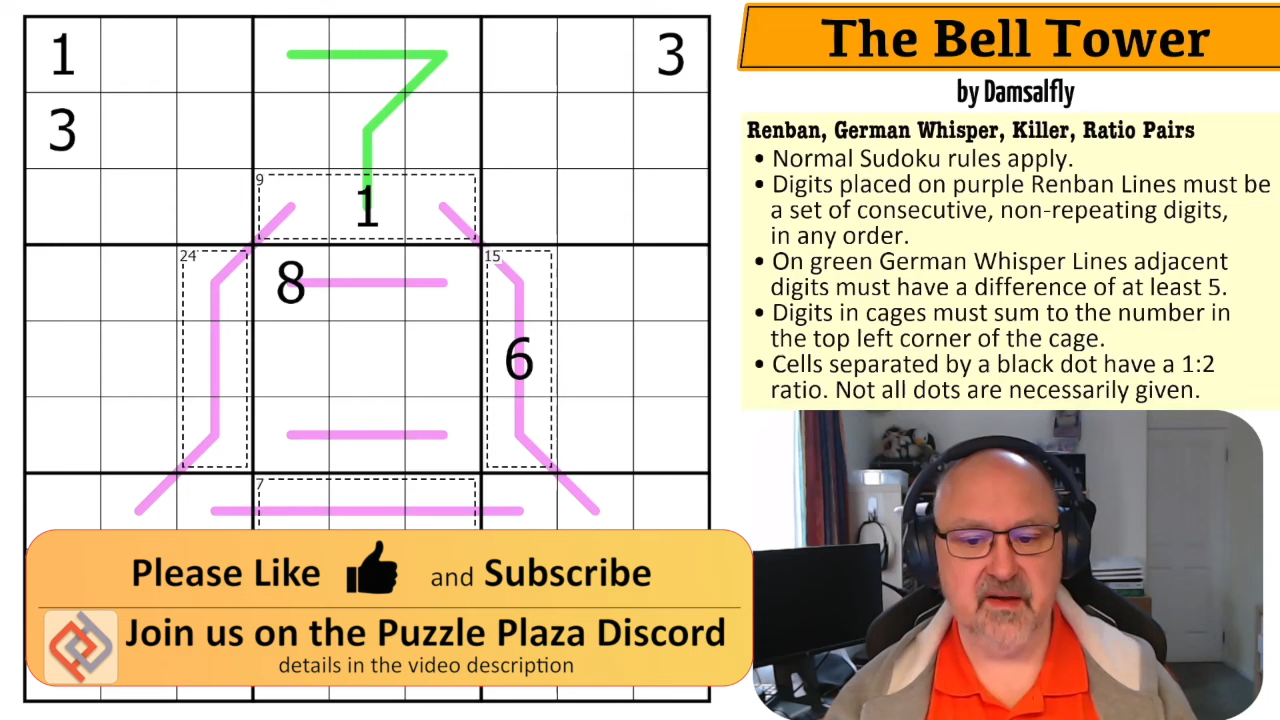 The Bell Tower
by Damsalfly
Renban, German Whisper, Killer, Ratio Pairs
• Normal Sudoku rules apply.
• Digits placed on purple Renban Lines must be
a set of consecutive, non-repeating digits,
in any order.
• On green German Whisper Lines adjacent
digits must have a difference of at least 5.
• Digits in cages must sum to the number in
the top left corner of the cage.
• Cells separated by a black dot have a 1:2
ratio. Not all dots are necessarily given.
1 3
3
9
1
24 8 15
6
7
Please Like and Subscribe
Join us on the Puzzle Plaza Discord
details in the video description